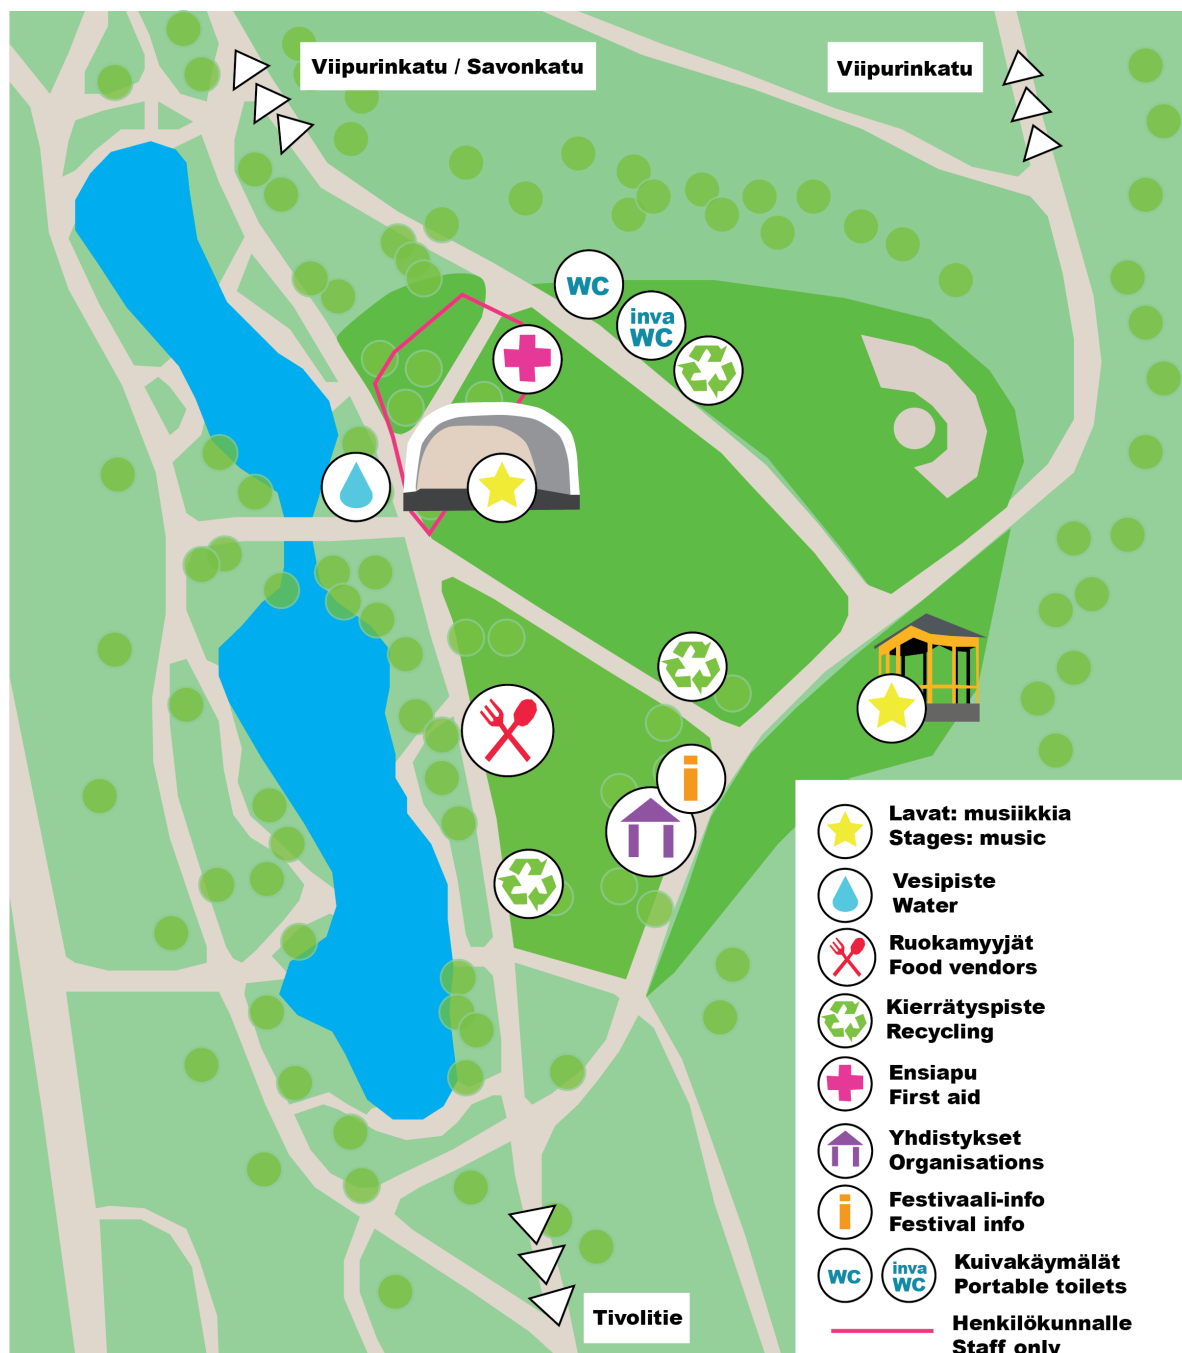 Viipurinkatu / Savonkatu
Viipurinkatu
WC
inva
WC
i
Lavat: musiikkia
Stages: music
Vesipiste
Water
Ruokamyyjät
Food vendors
Kierrätyspiste
Recycling
Ensiapu
First aid
Yhdistykset
Organisations
i
Festivaali-info
Festival info
WC
inva
WC
Kuivakäymälät
Portable toilets
Henkilökunnalle
Staff only
Tivolitie